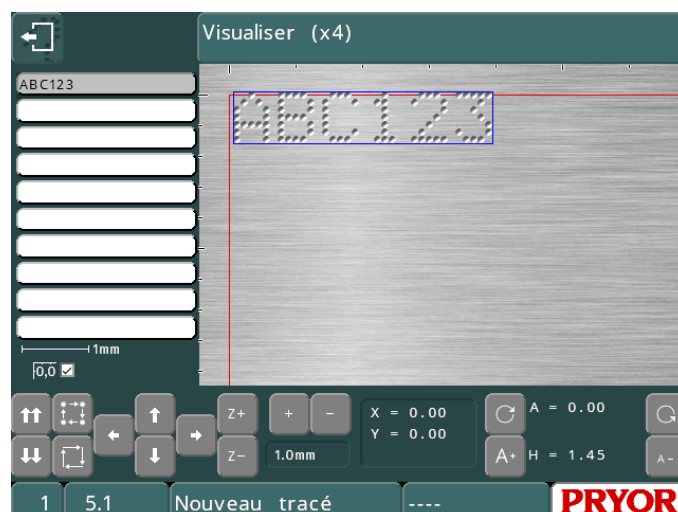 Visualiser (x4)
ABC123
ABC123
1mm
0,0
Z+ + − X = 0.00 A = 0.00
Y = 0.00
Z− 1.0mm A+ H = 1.45 A−
1 5.1 Nouveau tracé ---- PRYOR